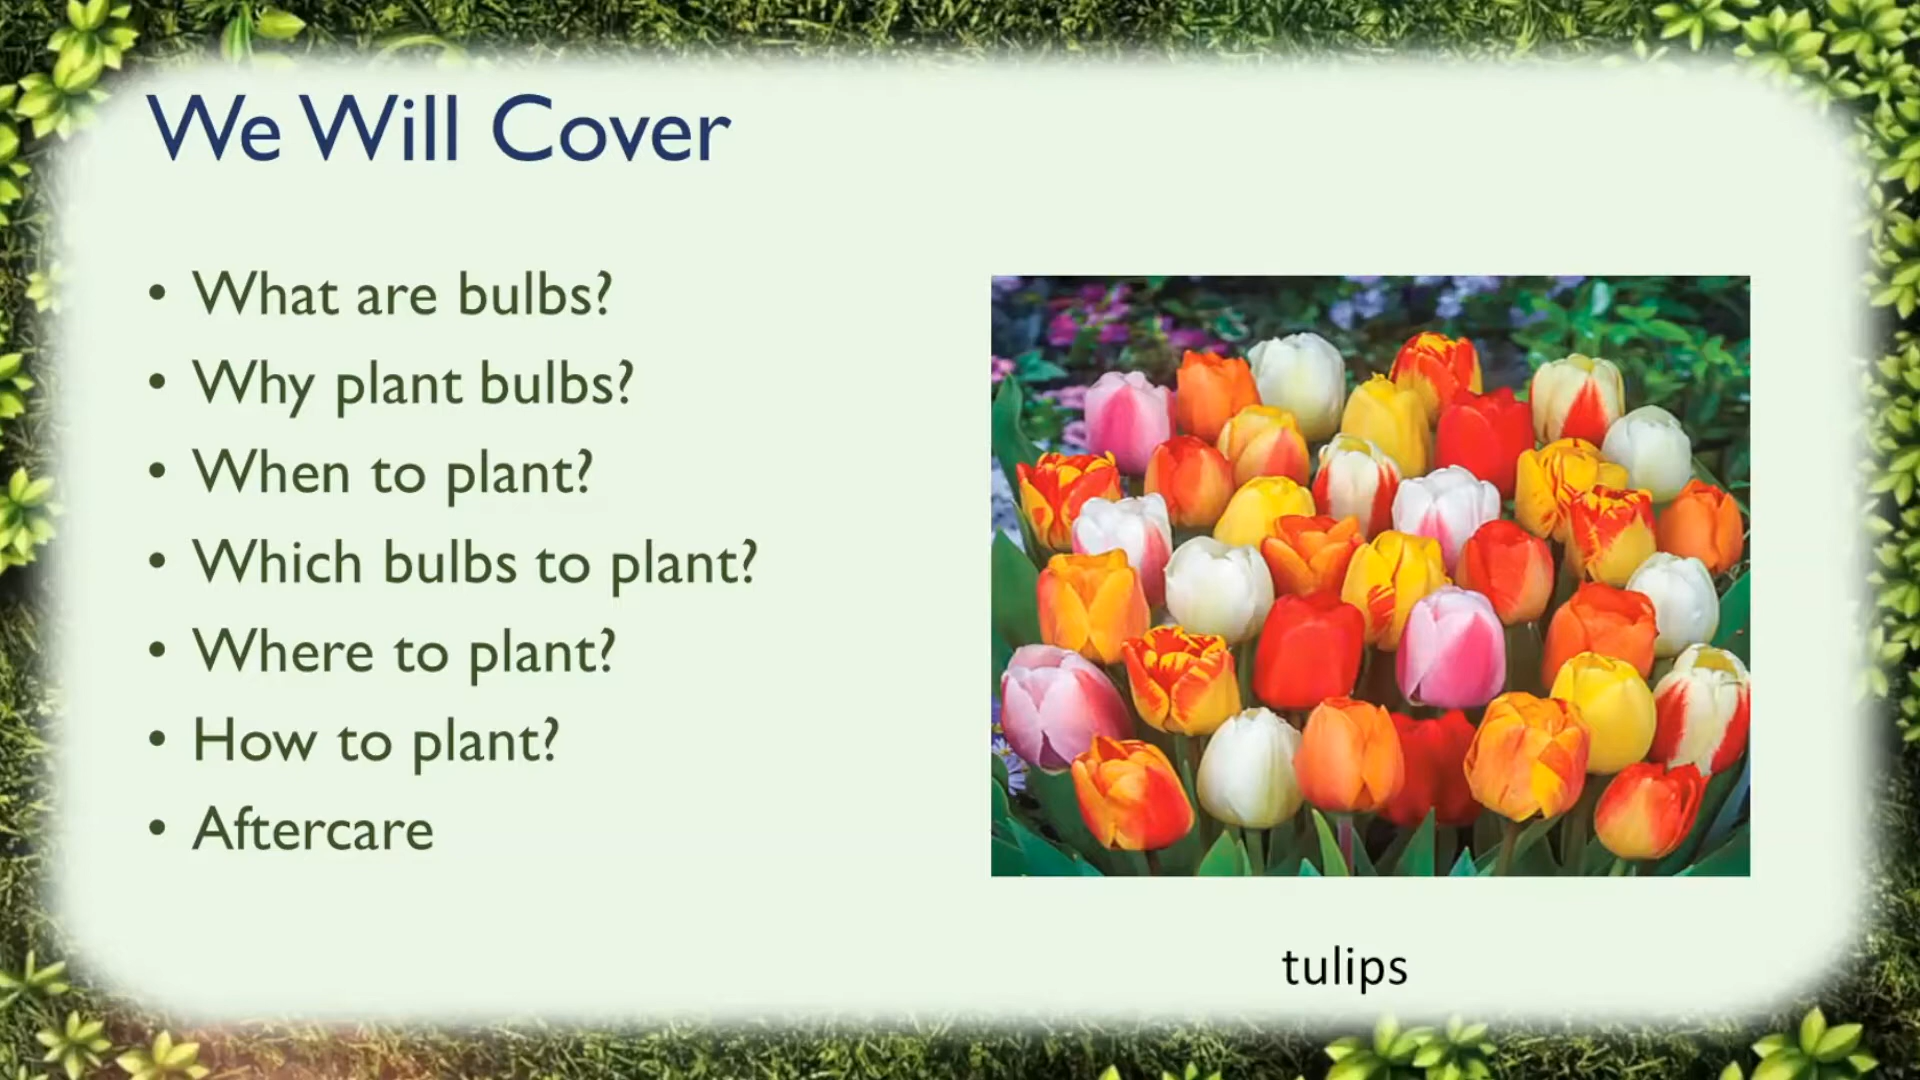 We Will Cover
• What are bulbs?
• Why plant bulbs?
• When to plant?
• Which bulbs to plant?
• Where to plant?
• How to plant?
• Aftercare
tulips